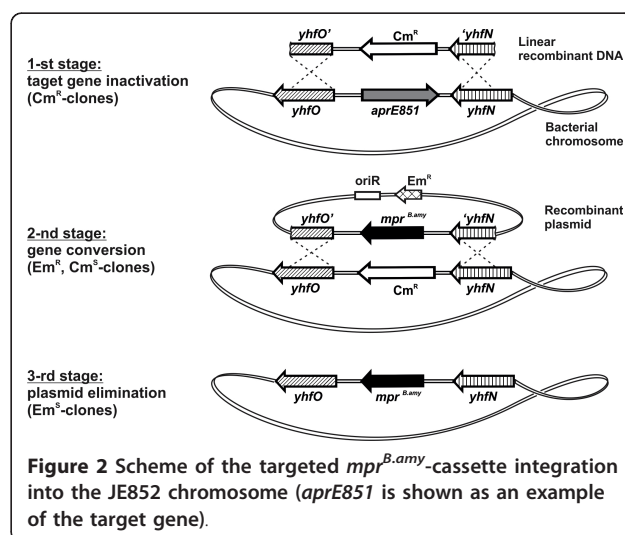 yhfO' Cm^R 'yhfN Linear
recombinant DNA
1-st stage:
taget gene inactivation
(Cm^R-clones)
yhfO aprE851 yhfN
Bacterial
chromosome
oriR Em^R
yhfO' mpr^B.amy 'yhfN Recombinant
plasmid
2-nd stage:
gene conversion
(Em^R, Cm^S-clones)
yhfO Cm^R yhfN
3-rd stage:
plasmid elimination
(Em^S-clones)
yhfO mpr^B.amy yhfN
Figure 2 Scheme of the targeted mpr^B.amy-cassette integration
into the JE852 chromosome (aprE851 is shown as an example
of the target gene).